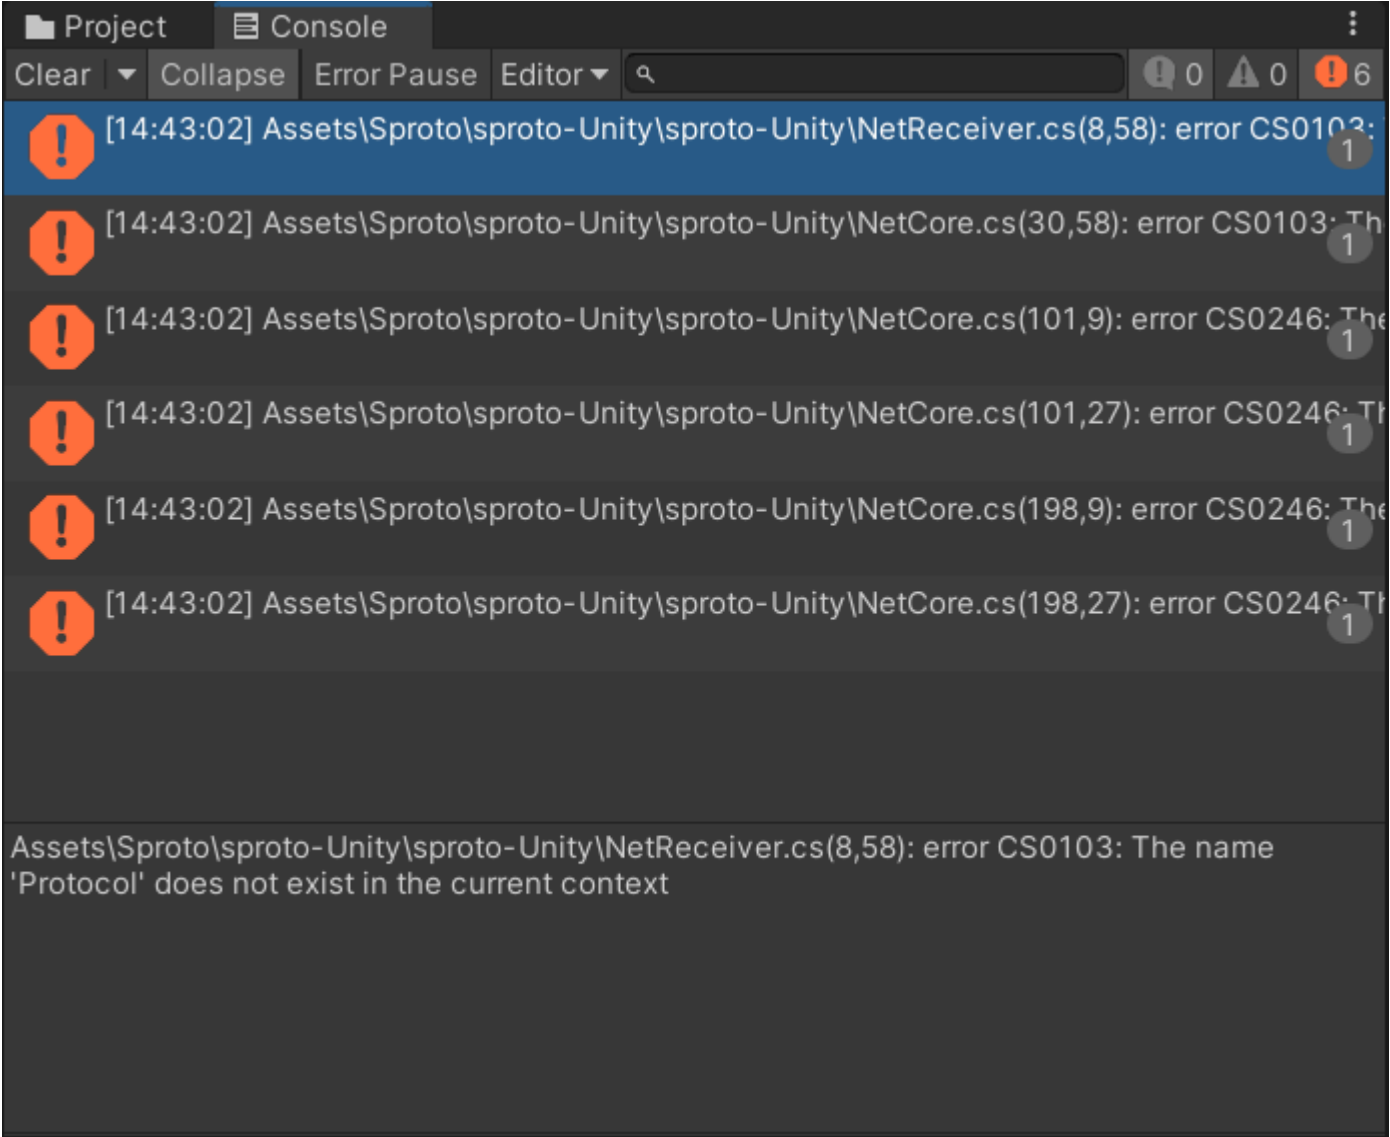 Project Console
Clear Collapse Error Pause Editor 0 0 6
[14:43:02] Assets\Sproto\sproto-Unity\sproto-Unity\NetReceiver.cs(8,58): error CS0103:
1
[14:43:02] Assets\Sproto\sproto-Unity\sproto-Unity\NetCore.cs(30,58): error CS0103: Th
1
[14:43:02] Assets\Sproto\sproto-Unity\sproto-Unity\NetCore.cs(101,9): error CS0246: The
1
[14:43:02] Assets\Sproto\sproto-Unity\sproto-Unity\NetCore.cs(101,27): error CS0246: Th
1
[14:43:02] Assets\Sproto\sproto-Unity\sproto-Unity\NetCore.cs(198,9): error CS0246: The
1
[14:43:02] Assets\Sproto\sproto-Unity\sproto-Unity\NetCore.cs(198,27): error CS0246: Th
1
Assets\Sproto\sproto-Unity\sproto-Unity\NetReceiver.cs(8,58): error CS0103: The name
'Protocol' does not exist in the current context